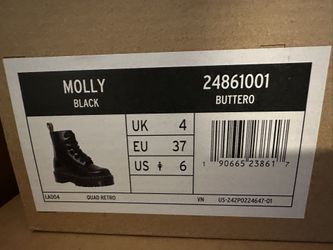 MOLLY
BLACK
24861001
BUTTERO
UK 4
EU 37
US 6
1 90665 23861 7
LA004 QUAD RETRO VN US-242P0224647-01